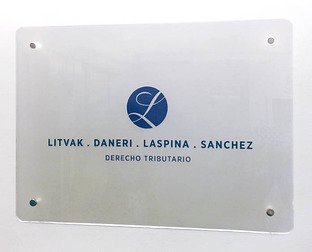 L
LITVAK . DANERI . LASPINA . SANCHEZ
DERECHO TRIBUTARIO